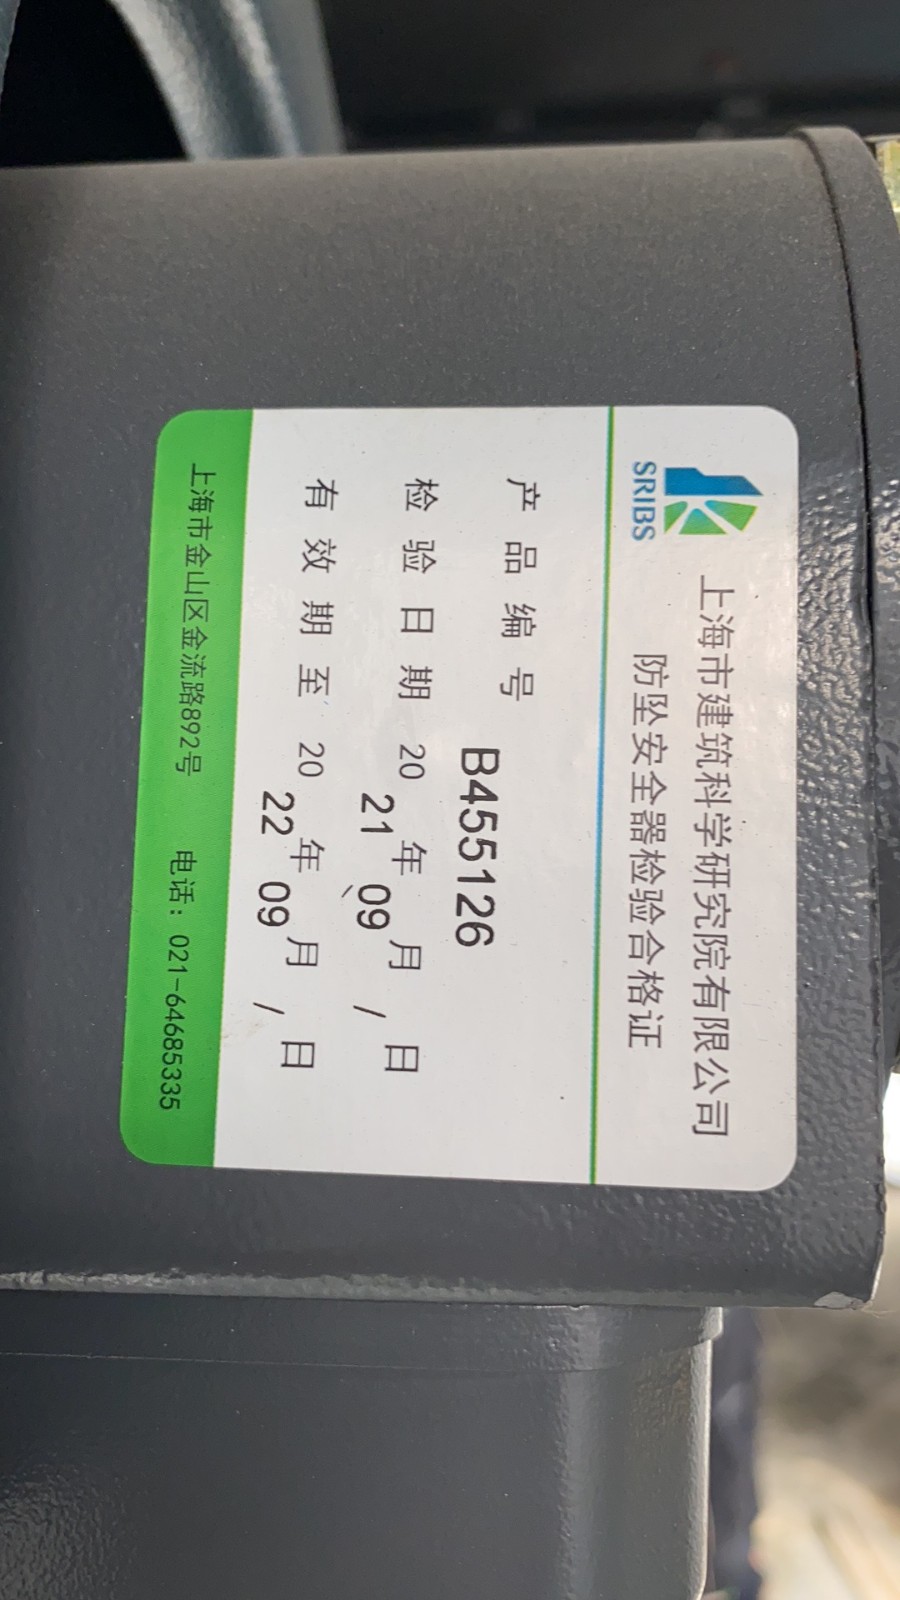 SRIBS
上海市建筑科学研究院有限公司
防坠安全器检验合格证
产品编号 B455126
检验日期 2021年09月/日
有效期至 2022年09月/日
上海市金山区金流路892号 电话：021-64685335